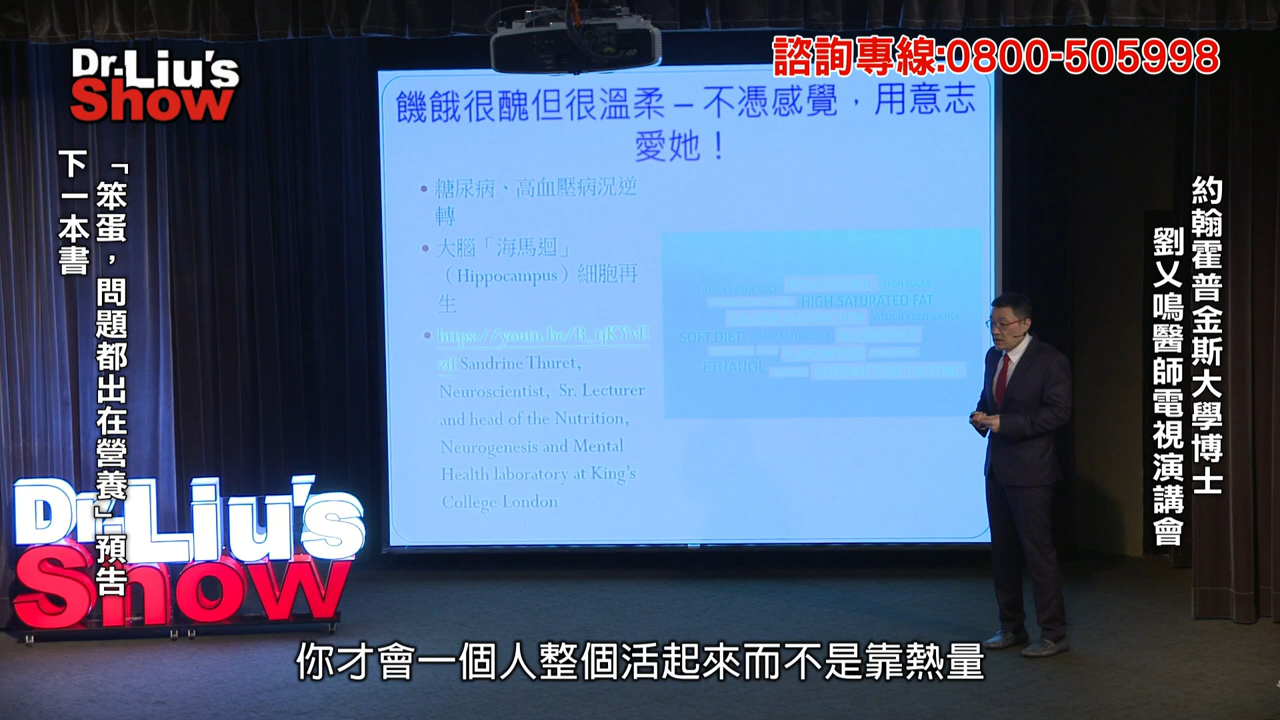 Dr. Liu's
Show
諮詢專線:0800-505998
下一本書
「笨蛋，問題都出在營養」預告
約翰霍普金斯大學博士
劉乂鳴醫師電視演講會
饑餓很醜但很溫柔 – 不憑感覺，用意志
愛她！
• 糖尿病、高血壓病況逆
轉
• 大腦「海馬迴」
（Hippocampus）細胞再
生
Sandrine Thuret,
Neuroscientist, Sr. Lecturer
and head of the Nutrition,
Neurogenesis and Mental
Health laboratory at King's
College London
HIGH SATURATED FAT
SOFT DIET
ETHANOL
Dr. Liu's
Show
你才會一個人整個活起來而不是靠熱量